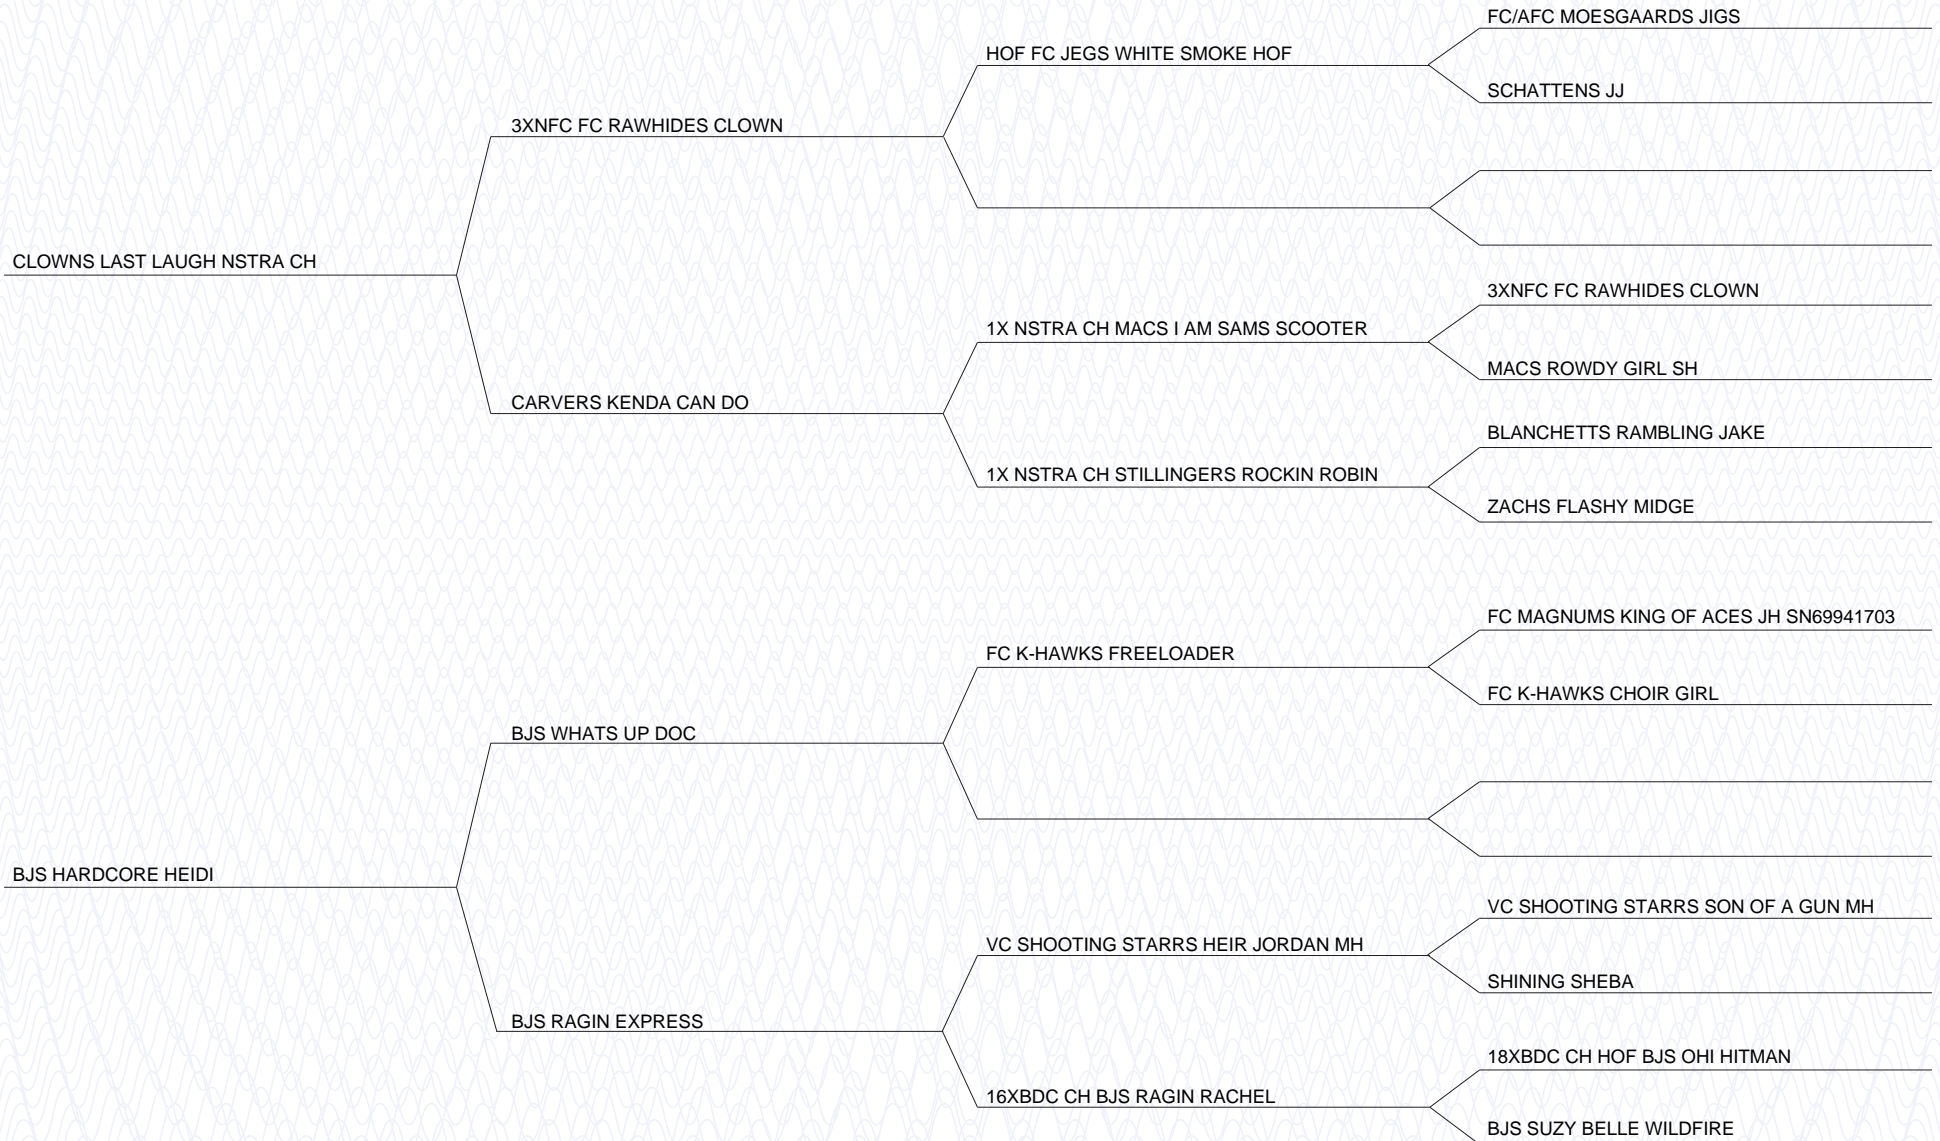 FC/AFC MOESGAARDS JIGS
HOF FC JEGS WHITE SMOKE HOF
SCHATTENS JJ
3XNFC FC RAWHIDES CLOWN
CLOWNS LAST LAUGH NSTRA CH
3XNFC FC RAWHIDES CLOWN
1X NSTRA CH MACS I AM SAMS SCOOTER
MACS ROWDY GIRL SH
CARVERS KENDA CAN DO
BLANCHETTS RAMBLING JAKE
1X NSTRA CH STILLINGERS ROCKIN ROBIN
ZACHS FLASHY MIDGE
FC MAGNUMS KING OF ACES JH SN69941703
FC K-HAWKS FREELOADER
FC K-HAWKS CHOIR GIRL
BJS WHATS UP DOC
BJS HARDCORE HEIDI
VC SHOOTING STARRS SON OF A GUN MH
VC SHOOTING STARRS HEIR JORDAN MH
SHINING SHEBA
BJS RAGIN EXPRESS
18XBDC CH HOF BJS OHI HITMAN
16XBDC CH BJS RAGIN RACHEL
BJS SUZY BELLE WILDFIRE